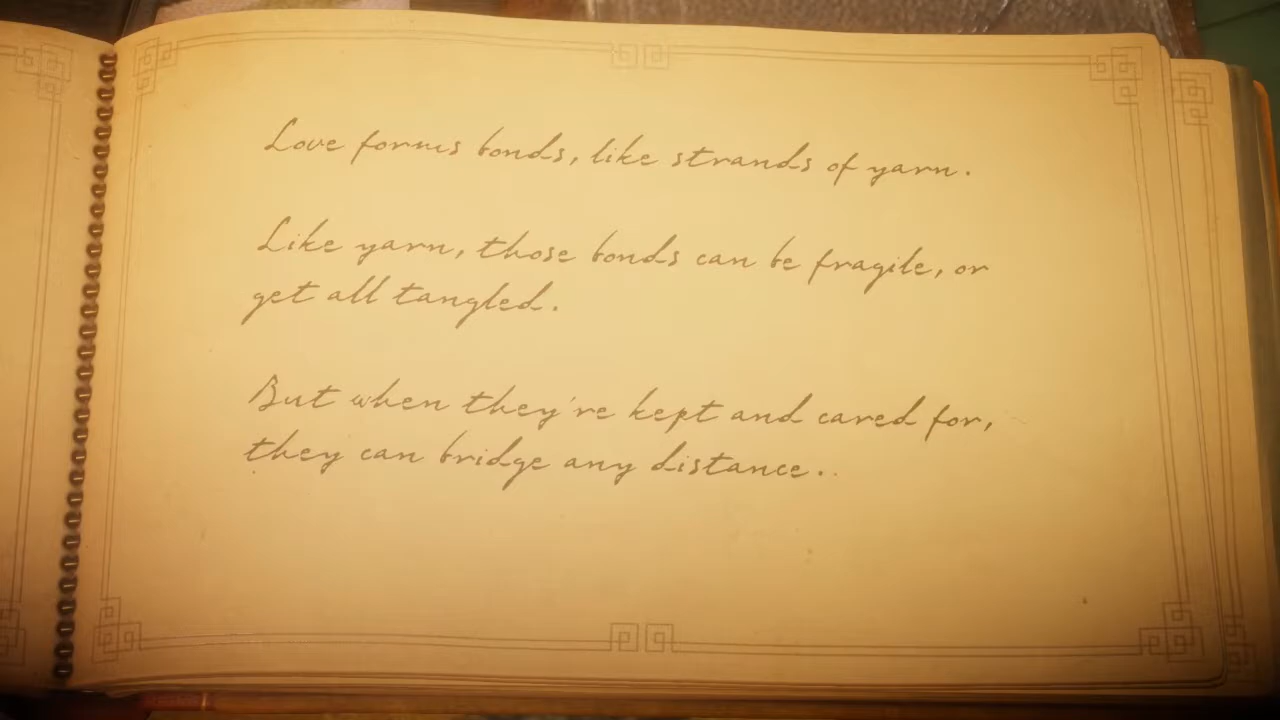 Love forms bonds, like strands of yarn.
Like yarn, those bonds can be fragile, or
get all tangled.
But when they're kept and cared for,
they can bridge any distance.